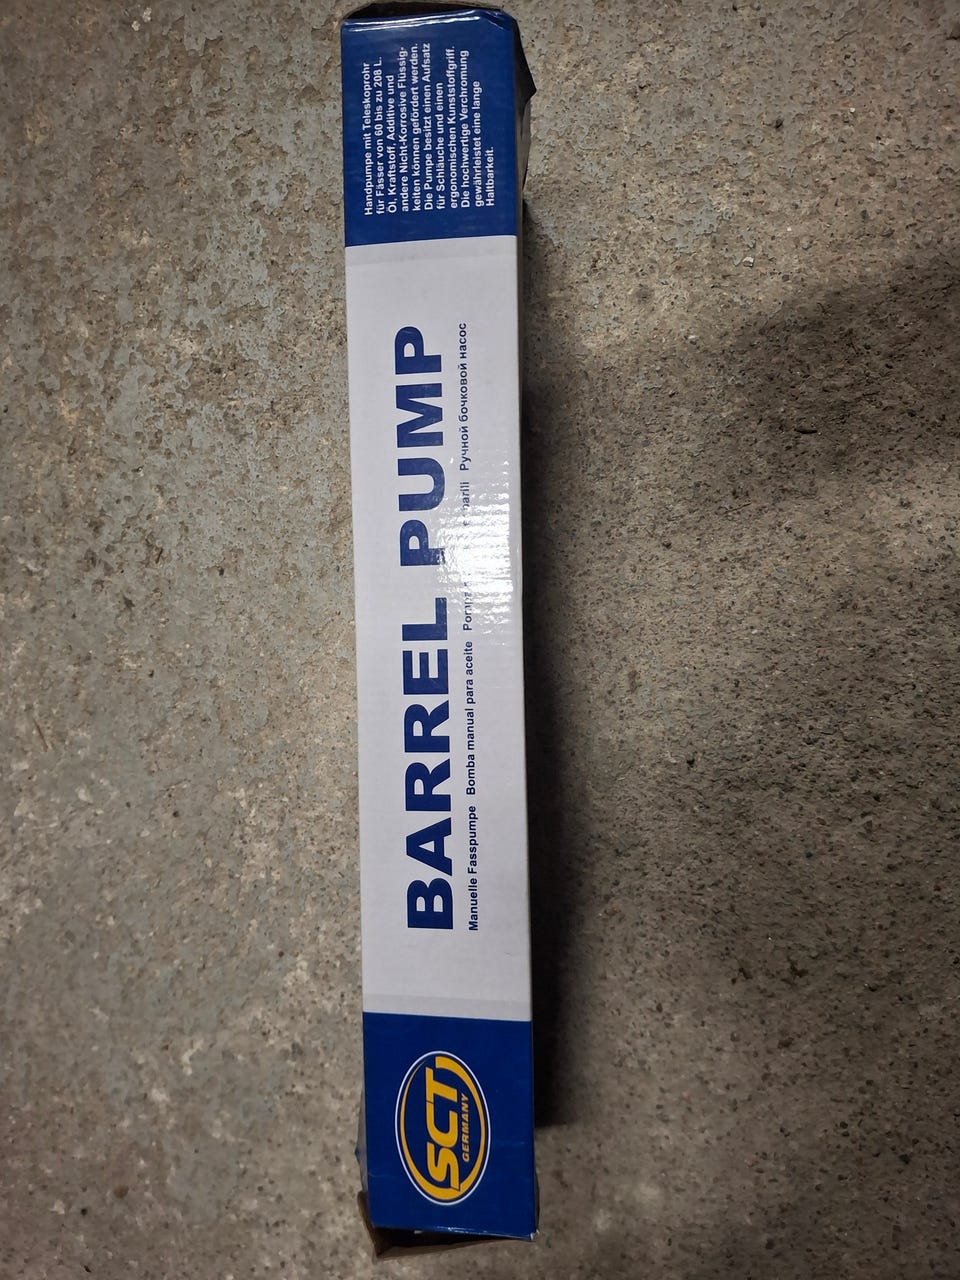 SCT
GERMANY
BARREL PUMP
Manuelle Fasspumpe Bomba manual para aceite barili Ручной бочковой насос
Handpumpe mit Teleskoprohr
für Fässer von 60 bis zu 208 L.
Öl, Kraftstoff, Additive und
andere Nicht-Korrosive Flüssig-
keiten können gefördert werden.
Die Pumpe besitzt einen Aufsatz
für Schläuche und einen
ergonomischen Kunststoffgriff.
Die hochwertige Verchromung
gewährleistet eine lange
Haltbarkeit.